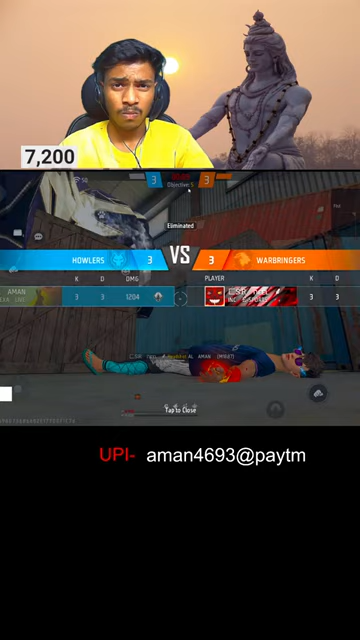 7,200
3
3
Objective: 5
50
Eliminated
HOWLERS 3 VS 3 WARBRINGERS
K D DMG
PLAYER K D
AMAN 3 3 1204
3 3
Tap to Close
UPI- aman4693@paytm